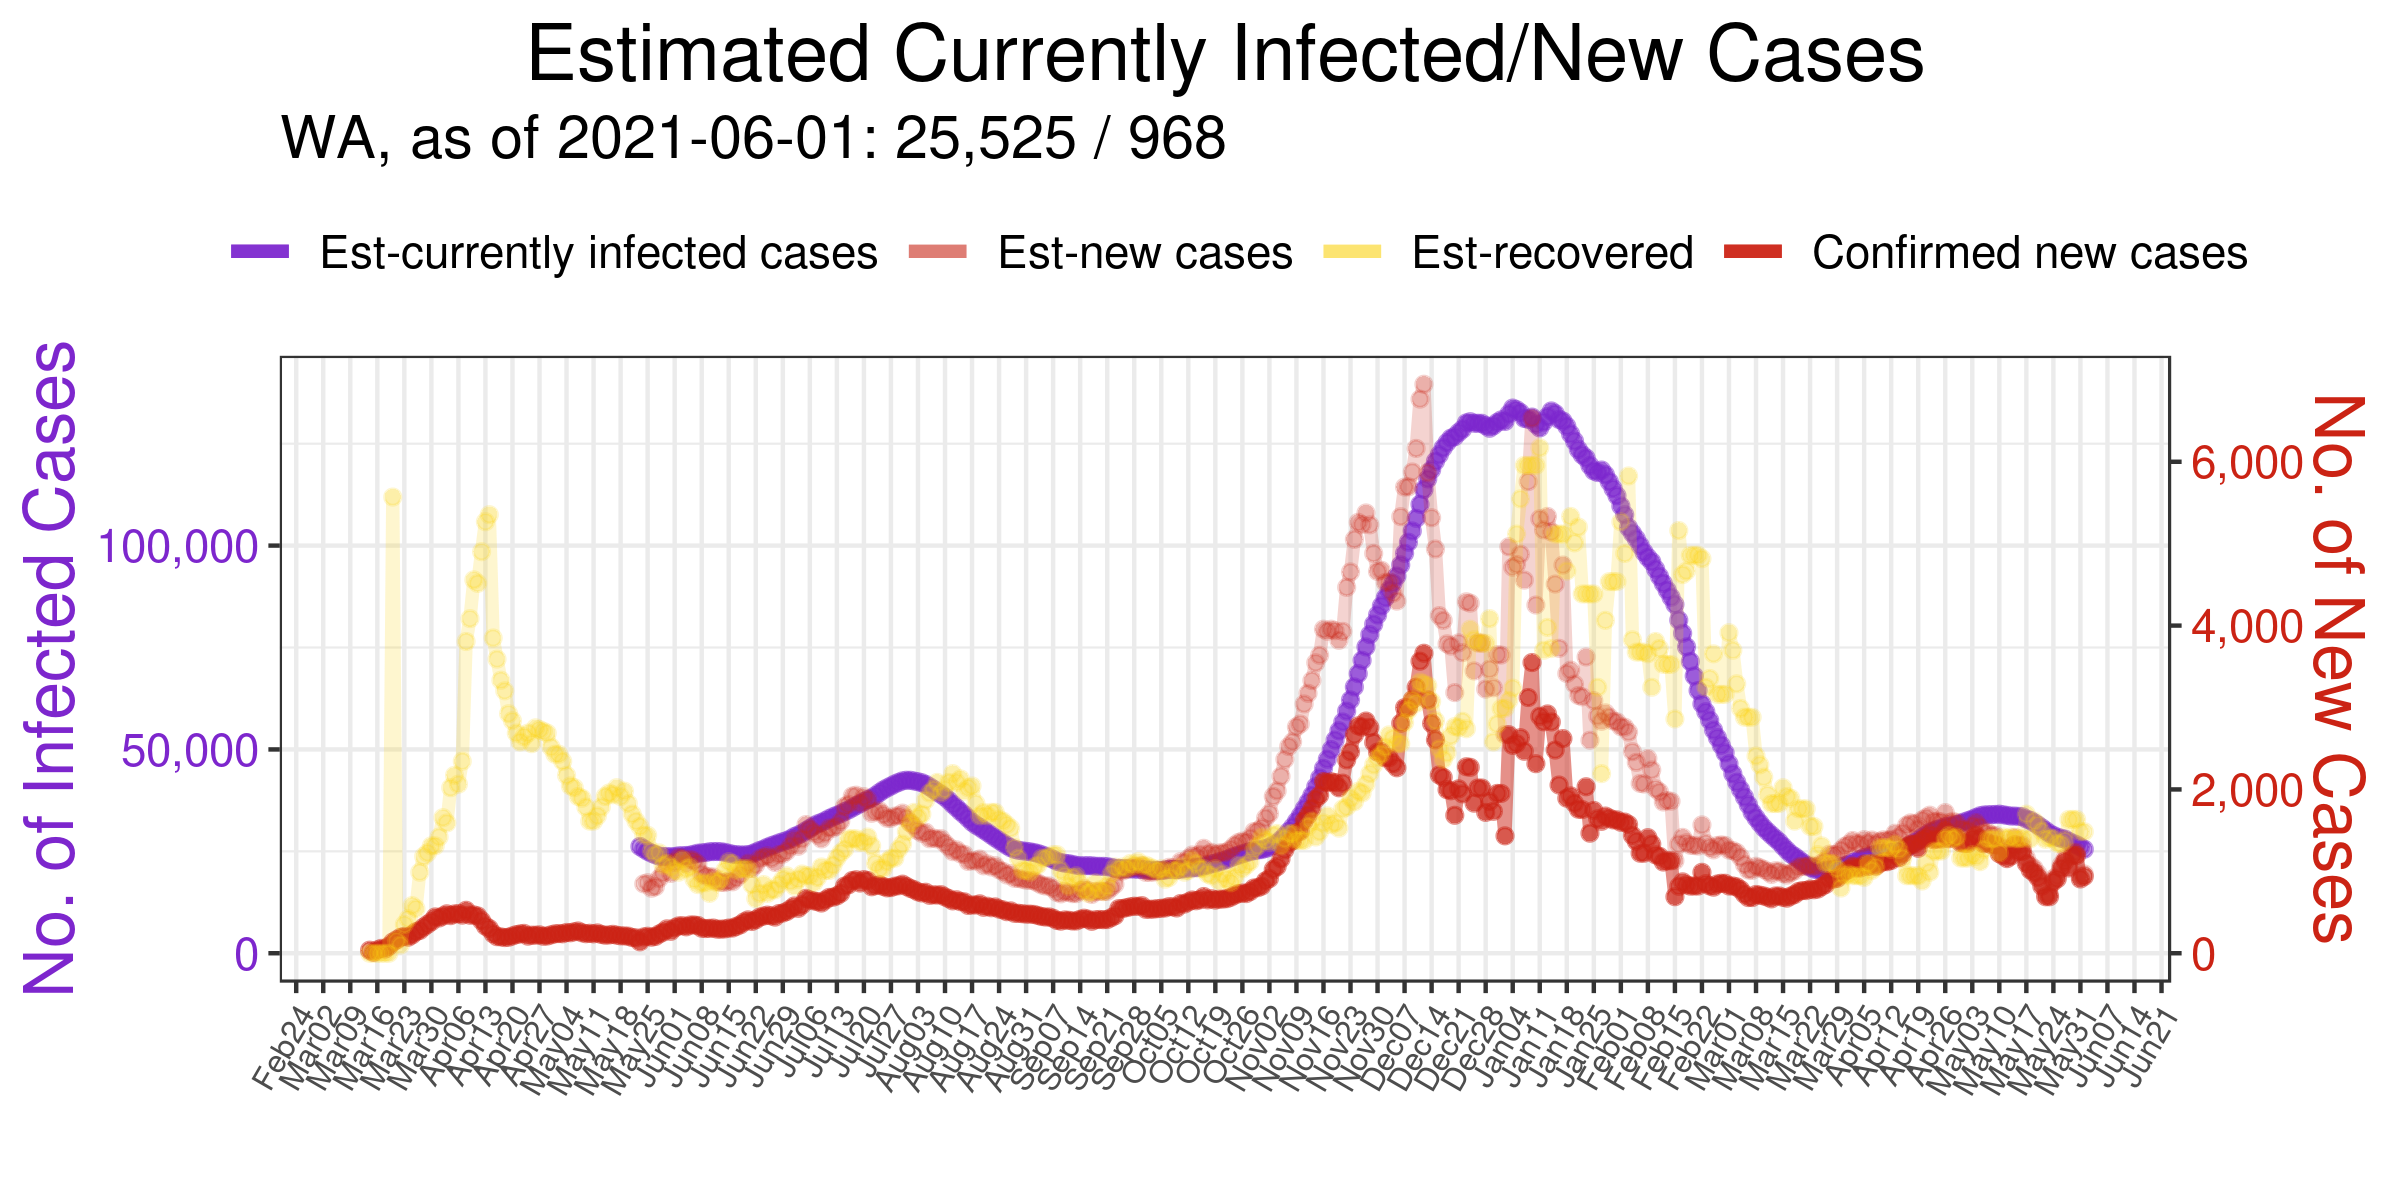 Estimated Currently Infected/New Cases
WA, as of 2021-06-01: 25,525 / 968
Est-currently infected cases Est-new cases Est-recovered Confirmed new cases
No. of Infected Cases
100,000
50,000
0
6,000
4,000
2,000
0
No. of New Cases
Feb24
Mar02
Mar09
Mar16
Mar23
Mar30
Apr06
Apr13
Apr20
Apr27
May04
May11
May18
May25
Jun01
Jun08
Jun15
Jun22
Jun29
Jul06
Jul13
Jul20
Jul27
Aug03
Aug10
Aug17
Aug24
Aug31
Sep07
Sep14
Sep21
Sep28
Oct05
Oct12
Oct19
Oct26
Nov02
Nov09
Nov16
Nov23
Nov30
Dec07
Dec14
Dec21
Dec28
Jan04
Jan11
Jan18
Jan25
Feb01
Feb08
Feb15
Feb22
Mar01
Mar08
Mar15
Mar22
Mar29
Apr05
Apr12
Apr19
Apr26
May03
May10
May17
May24
May31
Jun07
Jun14
Jun21